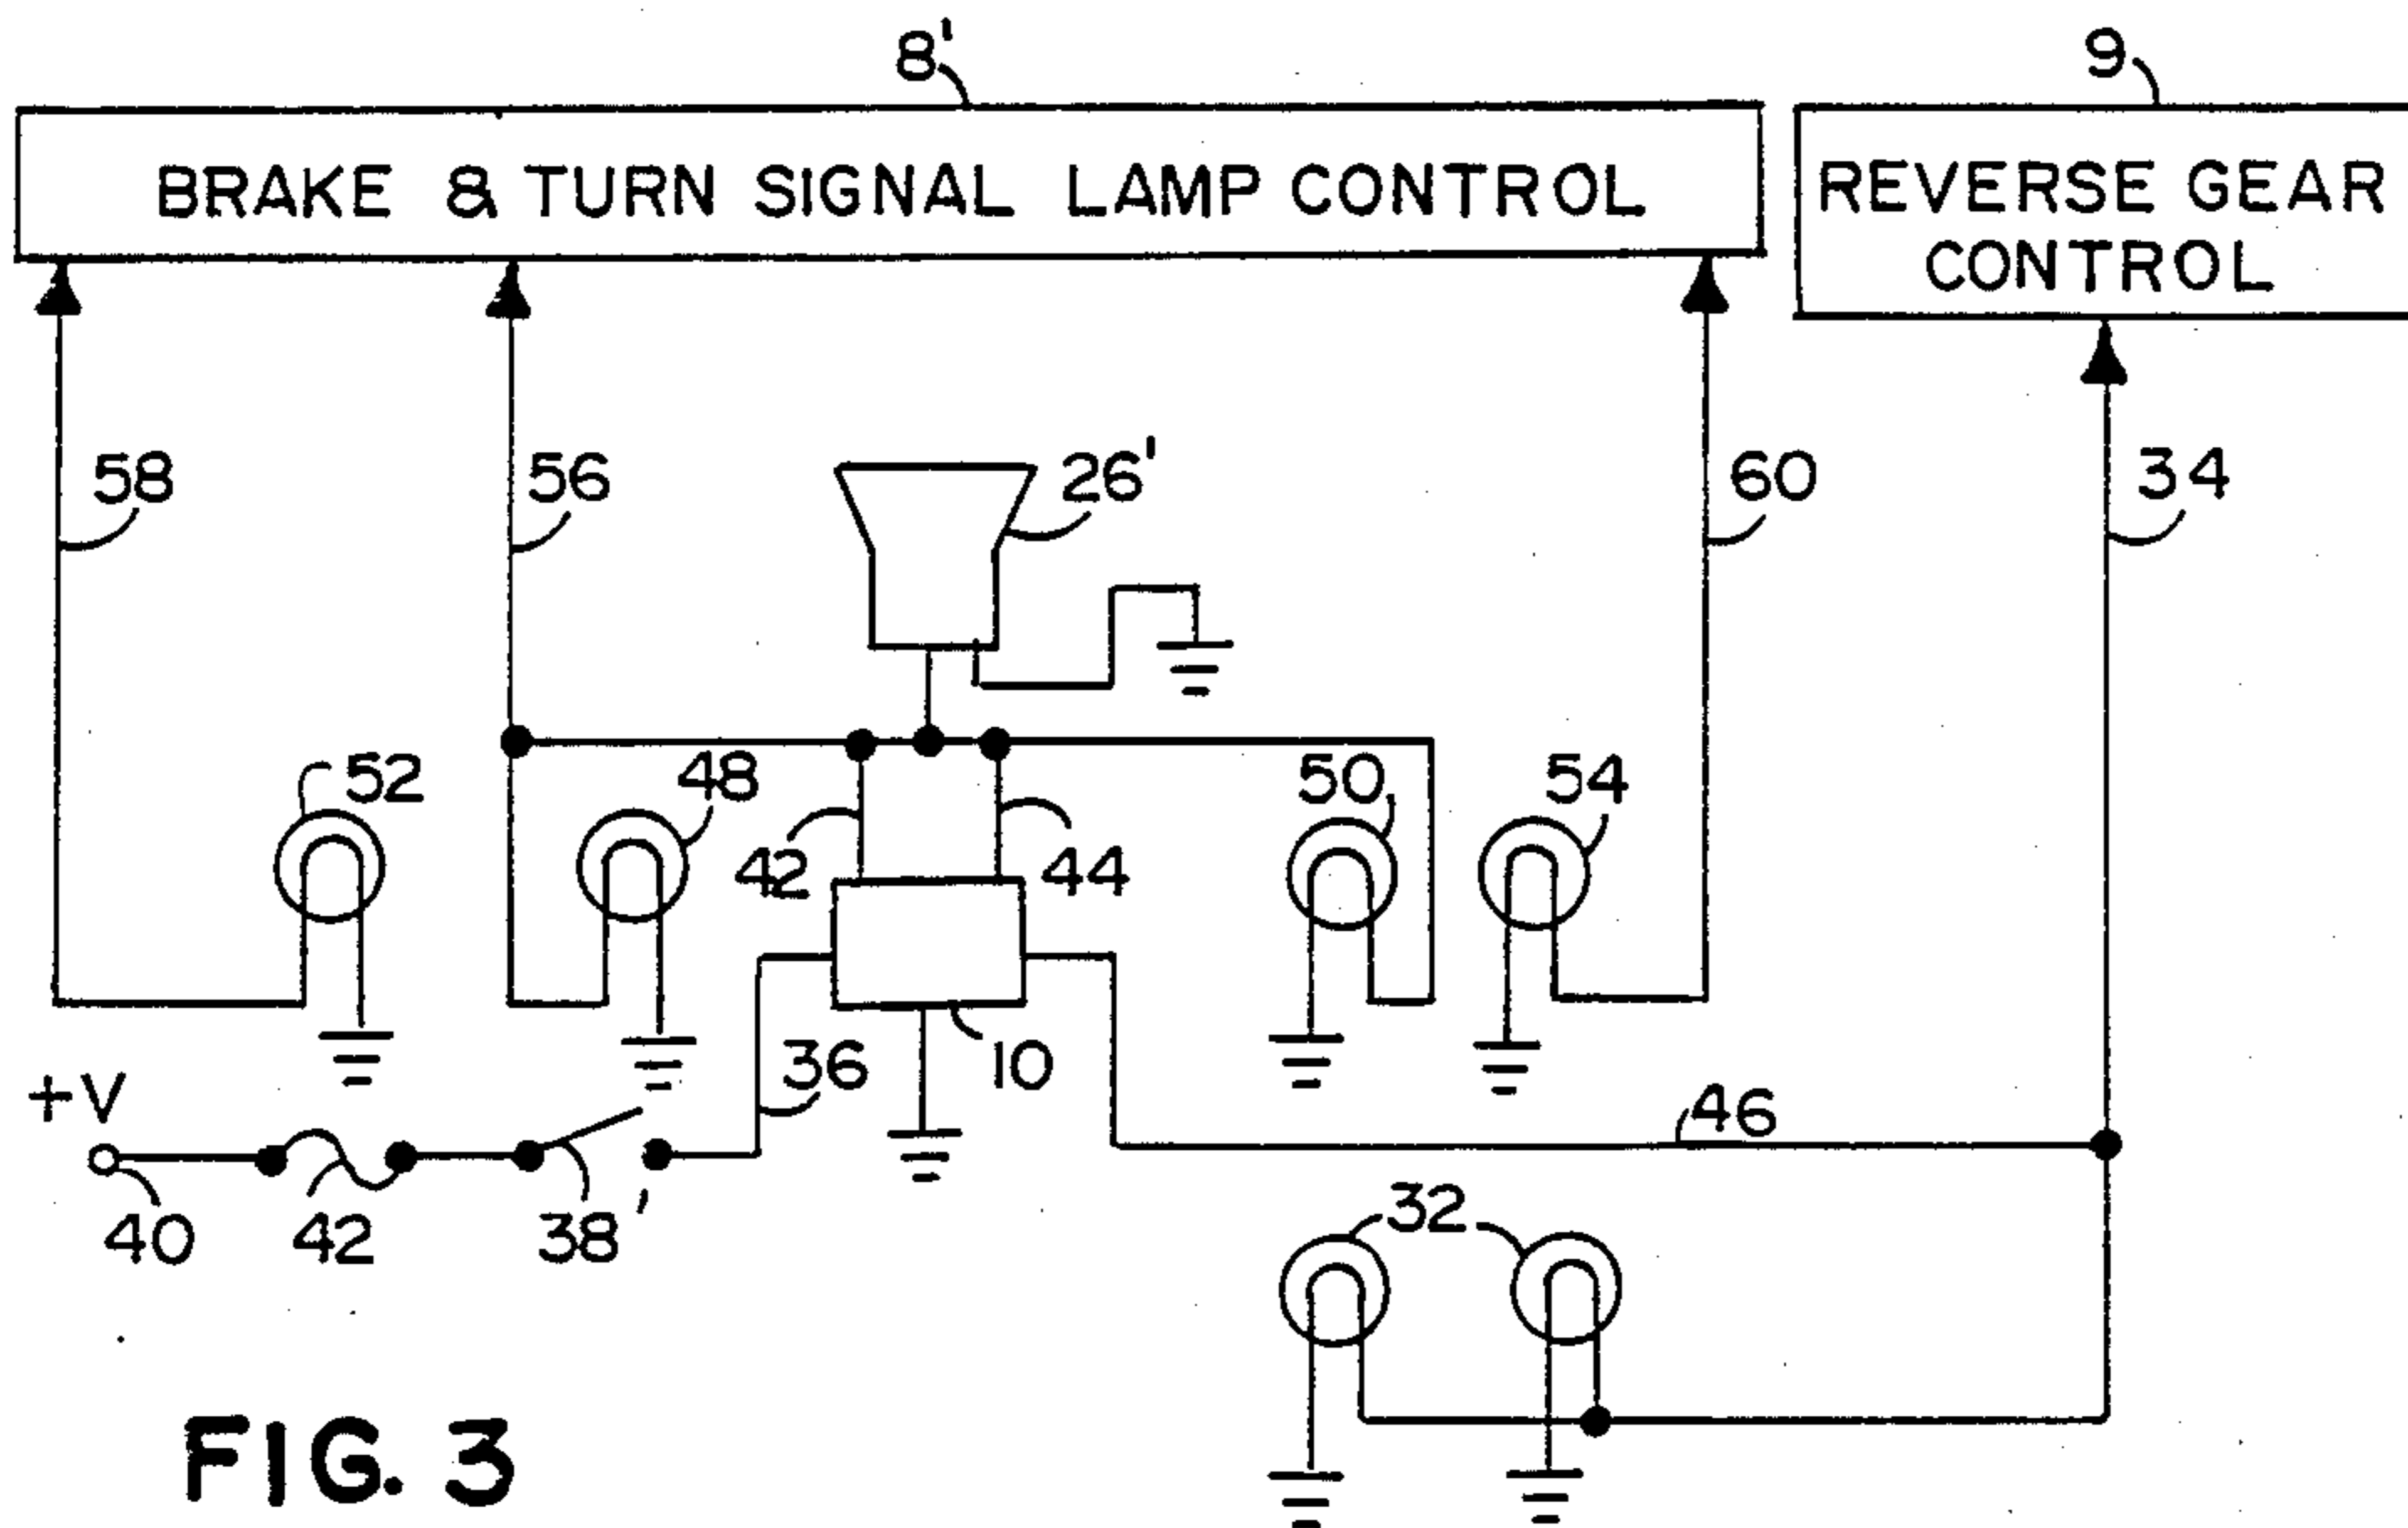 8' 9
BRAKE & TURN SIGNAL LAMP CONTROL
REVERSE GEAR
CONTROL
58 56 26' 60 34
52 48 50 54
42 44
36 10
+V
46
40 42 38' 32
FIG. 3